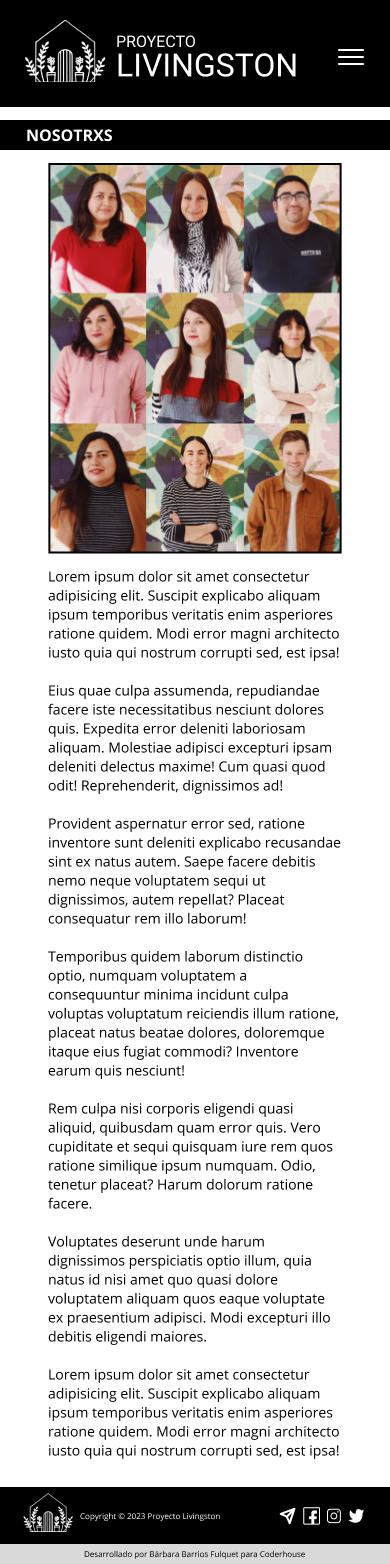 PROYECTO
LIVINGSTON
NOSOTRXS
Lorem ipsum dolor sit amet consectetur
adipisicing elit. Suscipit explicabo aliquam
ipsum temporibus veritatis enim asperiores
ratione quidem. Modi error magni architecto
iusto quia qui nostrum corrupti sed, est ipsa!
Eius quae culpa assumenda, repudiandae
facere iste necessitatibus nesciunt dolores
quis. Expedita error deleniti laboriosam
aliquam. Molestiae adipisci excepturi ipsam
deleniti delectus maxime! Cum quasi quod
odit! Reprehenderit, dignissimos ad!
Provident aspernatur error sed, ratione
inventore sunt deleniti explicabo recusandae
sint ex natus autem. Saepe facere debitis
nemo neque voluptatem sequi ut
dignissimos, autem repellat? Placeat
consequatur rem illo laborum!
Temporibus quidem laborum distinctio
optio, numquam voluptatem a
consequuntur minima incidunt culpa
voluptas voluptatum reiciendis illum ratione,
placeat natus beatae dolores, doloremque
itaque eius fugiat commodi? Inventore
earum quis nesciunt!
Rem culpa nisi corporis eligendi quasi
aliquid, quibusdam quam error quis. Vero
cupiditate et sequi quisquam iure rem quos
ratione similique ipsum numquam. Odio,
tenetur placeat? Harum dolorum ratione
facere.
Voluptates deserunt unde harum
dignissimos perspiciatis optio illum, quia
natus id nisi amet quo quasi dolore
voluptatem aliquam quos eaque voluptate
ex praesentium adipisci. Modi excepturi illo
debitis eligendi maiores.
Lorem ipsum dolor sit amet consectetur
adipisicing elit. Suscipit explicabo aliquam
ipsum temporibus veritatis enim asperiores
ratione quidem. Modi error magni architecto
iusto quia qui nostrum corrupti sed, est ipsa!
Copyright © 2023 Proyecto Livingston
Desarrollado por Bárbara Barrios Fulquet para Coderhouse